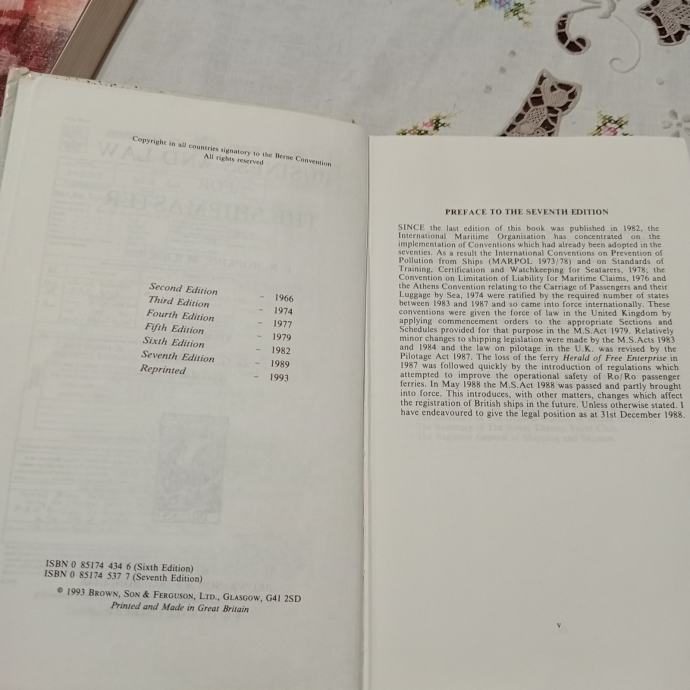 Copyright in all countries signatory to the Berne Convention
All rights reserved
Second Edition – 1966
Third Edition – 1974
Fourth Edition – 1977
Fifth Edition – 1979
Sixth Edition – 1982
Seventh Edition – 1989
Reprinted – 1993
ISBN 0 85174 434 6 (Sixth Edition)
ISBN 0 85174 537 7 (Seventh Edition)
© 1993 BROWN, SON & FERGUSON, LTD., GLASGOW, G41 2SD
Printed and Made in Great Britain
PREFACE TO THE SEVENTH EDITION
SINCE the last edition of this book was published in 1982, the
International Maritime Organisation has concentrated on the
implementation of Conventions which had already been adopted in the
seventies. As a result the International Conventions on Prevention of
Pollution from Ships (MARPOL 1973/78) and on Standards of
Training, Certification and Watchkeeping for Seafarers, 1978; the
Convention on Limitation of Liability for Maritime Claims, 1976 and
the Athens Convention relating to the Carriage of Passengers and their
Luggage by Sea, 1974 were ratified by the required number of states
between 1983 and 1987 and so came into force internationally. These
conventions were given the force of law in the United Kingdom by
applying commencement orders to the appropriate Sections and
Schedules provided for that purpose in the M.S.Act 1979. Relatively
minor changes to shipping legislation were made by the M.S.Acts 1983
and 1984 and the law on pilotage in the U.K. was revised by the
Pilotage Act 1987. The loss of the ferry Herald of Free Enterprise in
1987 was followed quickly by the introduction of regulations which
attempted to improve the operational safety of Ro/Ro passenger
ferries. In May 1988 the M.S.Act 1988 was passed and partly brought
into force. This introduces, with other matters, changes which affect
the registration of British ships in the future. Unless otherwise stated, I
have endeavoured to give the legal position as at 31st December 1988.
v